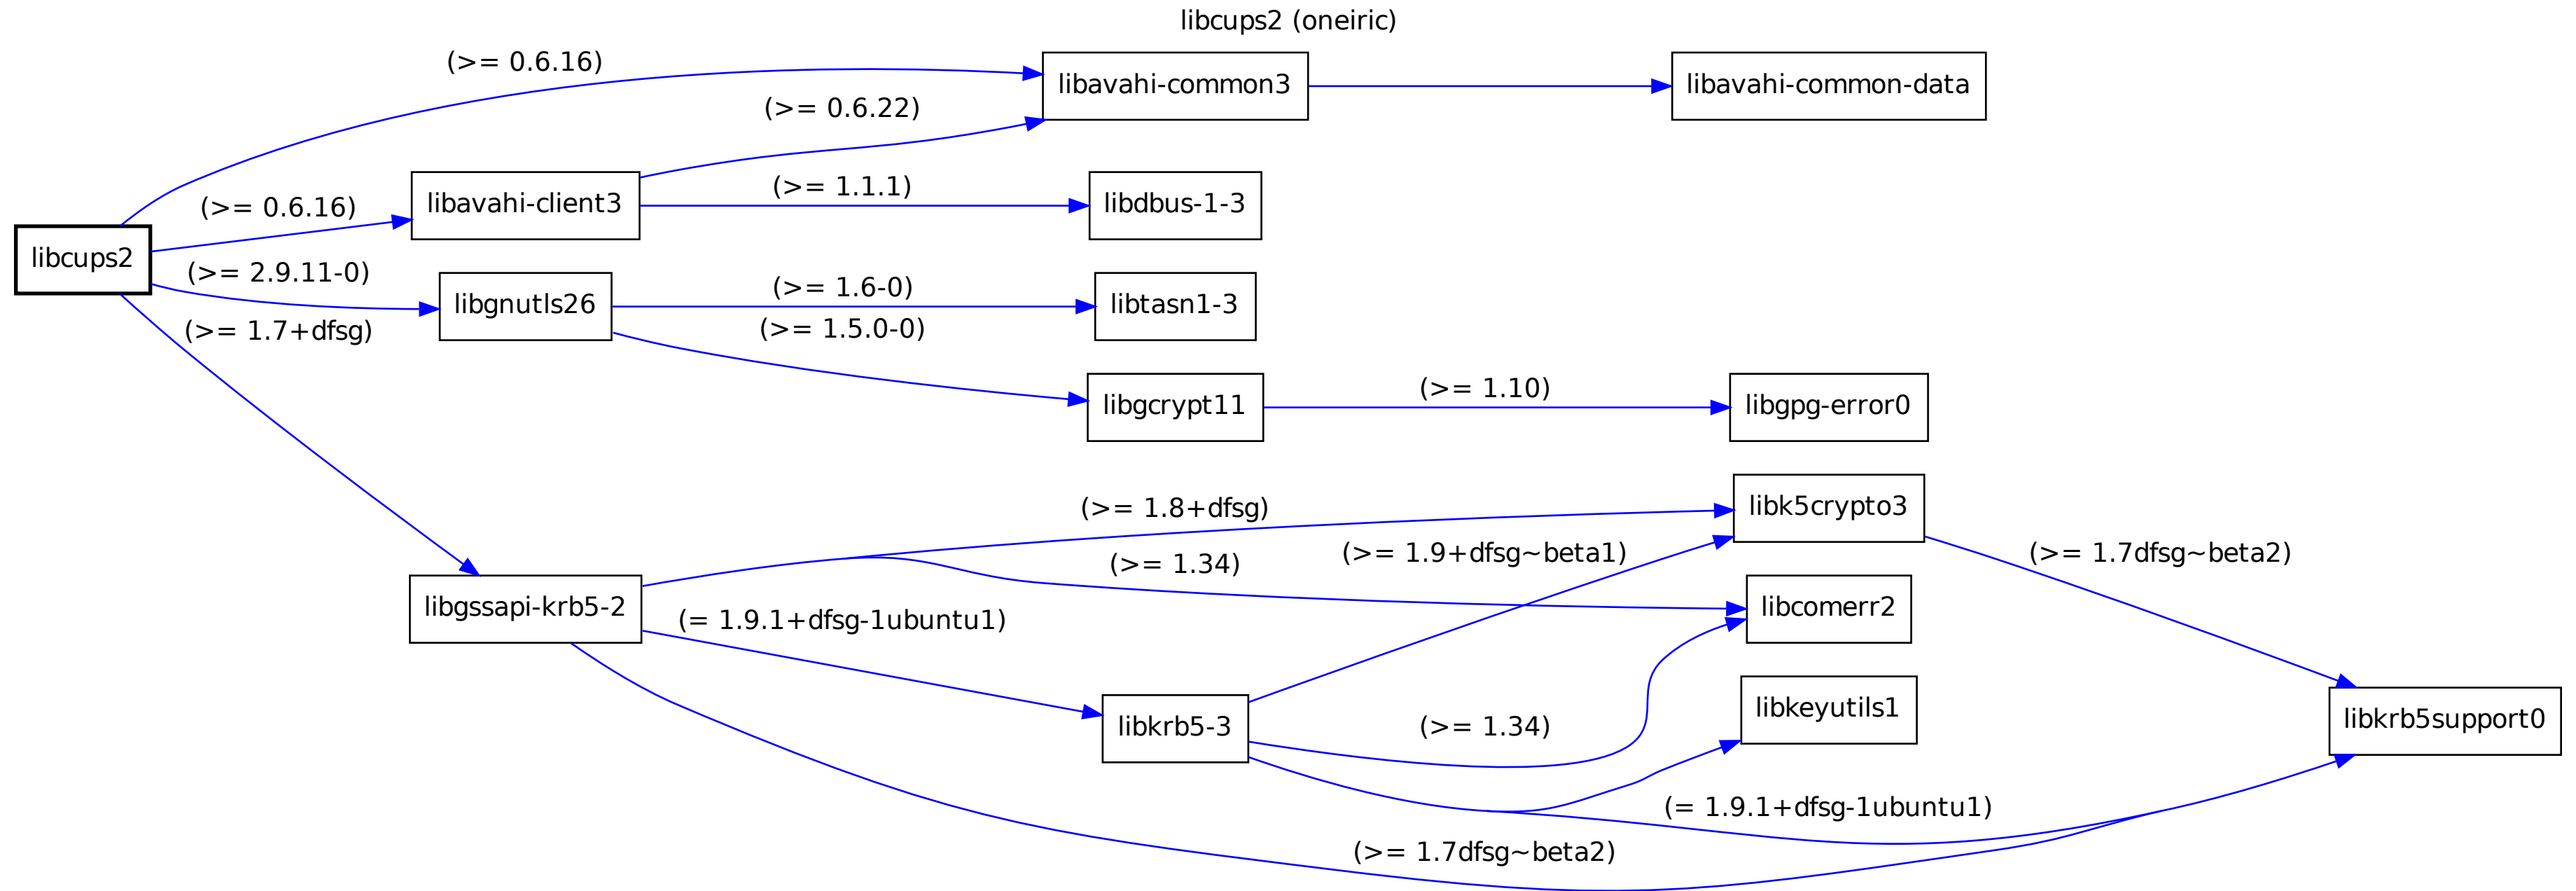 libcups2 (oneiric)
(>= 0.6.16)
libavahi-common3
libavahi-common-data
(>= 0.6.22)
(>= 0.6.16)
libavahi-client3
(>= 1.1.1)
libdbus-1-3
libcups2
(>= 2.9.11-0)
libgnutls26
(>= 1.6-0)
libtasn1-3
(>= 1.7+dfsg)
(>= 1.5.0-0)
libgcrypt11
(>= 1.10)
libgpg-error0
(>= 1.8+dfsg)
libk5crypto3
(>= 1.9+dfsg~beta1)
(>= 1.7dfsg~beta2)
(>= 1.34)
libgssapi-krb5-2
libcomerr2
(= 1.9.1+dfsg-1ubuntu1)
libkrb5-3
(>= 1.34)
libkeyutils1
libkrb5support0
(= 1.9.1+dfsg-1ubuntu1)
(>= 1.7dfsg~beta2)